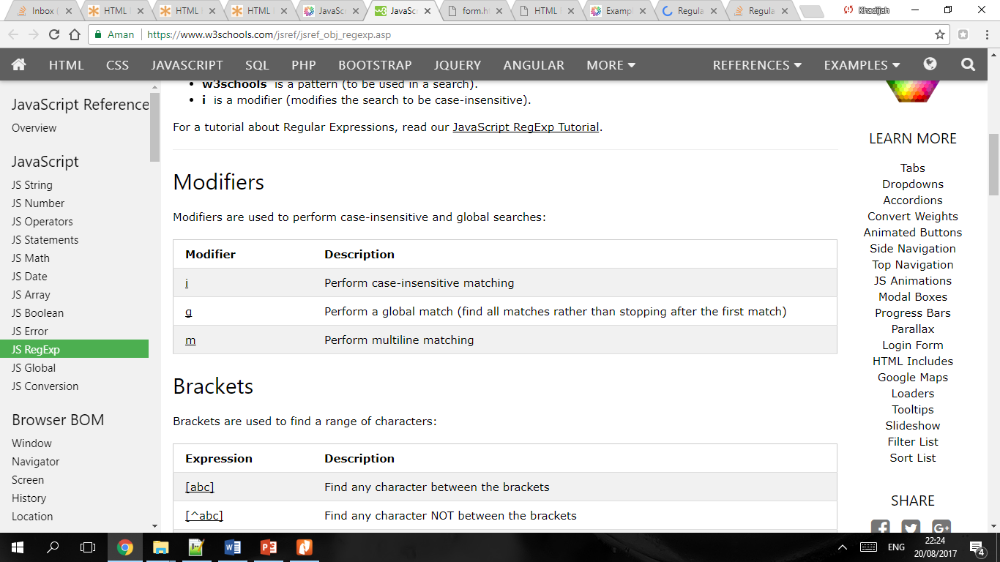 Inbox (
HTML
HTML
HTML
JavaSc
JavaSc
form.h
HTML
Examp
Regula
Regula
Khadijah
Aman
https://www.w3schools.com/jsref/jsref_obj_regexp.asp
HTML CSS JAVASCRIPT SQL PHP BOOTSTRAP JQUERY ANGULAR MORE REFERENCES EXAMPLES
JavaScript Reference
Overview
JavaScript
JS String
JS Number
JS Operators
JS Statements
JS Math
JS Date
JS Array
JS Boolean
JS Error
JS RegExp
JS Global
JS Conversion
Browser BOM
Window
Navigator
Screen
History
Location
• w3schools is a pattern (to be used in a search).
• i is a modifier (modifies the search to be case-insensitive).
For a tutorial about Regular Expressions, read our JavaScript RegExp Tutorial.
Modifiers
Modifiers are used to perform case-insensitive and global searches:
Modifier Description
i Perform case-insensitive matching
g Perform a global match (find all matches rather than stopping after the first match)
m Perform multiline matching
Brackets
Brackets are used to find a range of characters:
Expression Description
[abc] Find any character between the brackets
[^abc] Find any character NOT between the brackets
LEARN MORE
Tabs
Dropdowns
Accordions
Convert Weights
Animated Buttons
Side Navigation
Top Navigation
JS Animations
Modal Boxes
Progress Bars
Parallax
Login Form
HTML Includes
Google Maps
Loaders
Tooltips
Slideshow
Filter List
Sort List
SHARE
ENG
22:24
20/08/2017
4